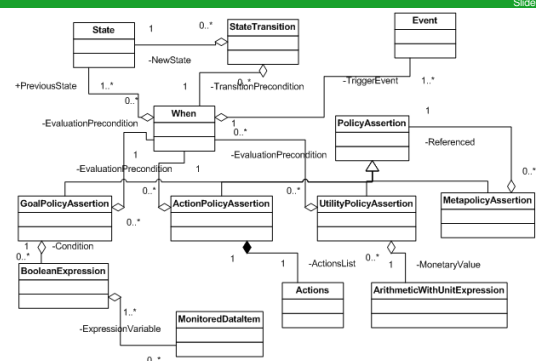 Slide
State
1
0..*
StateTransition
Event
-NewState
+PreviousState
1..*
0..*
-TransitionPrecondition
0..*
-TriggerEvent
1..*
When
1
0..*
-EvaluationPrecondition
PolicyAssertion
1
-Referenced
-EvaluationPrecondition
1
1
-EvaluationPrecondition
0..*
0..*
0..*
0..*
GoalPolicyAssertion
ActionPolicyAssertion
UtilityPolicyAssertion
MetapolicyAssertion
1
-Condition
0..*
1
1
-ActionsList
0..*
1
-MonetaryValue
BooleanExpression
Actions
ArithmeticWithUnitExpression
1..*
-ExpressionVariable
MonitoredDataItem
0..*